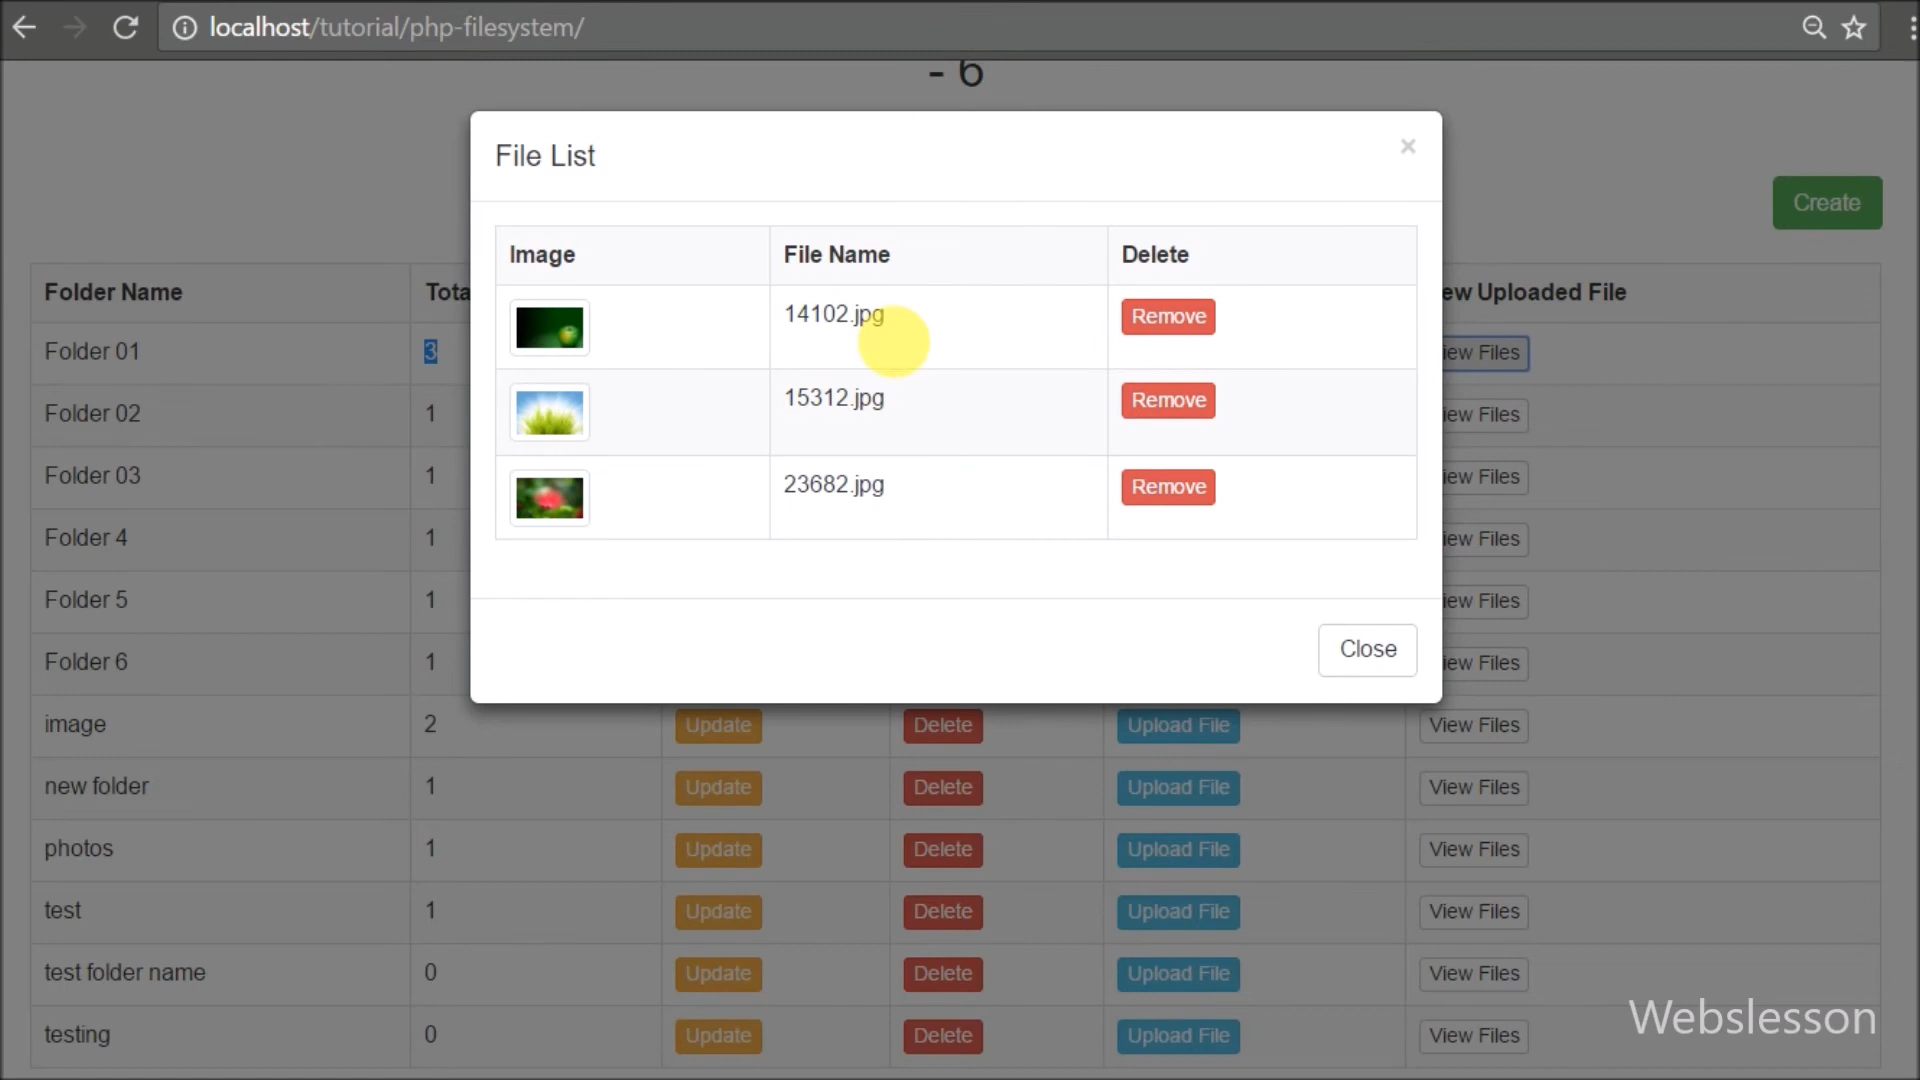 localhost/tutorial/php-filesystem/
- 6
File List
×
Create
Image File Name Delete
14102.jpg Remove
15312.jpg Remove
23682.jpg Remove
Close
Folder Name Tota ew Uploaded File
Folder 01 3 iew Files
Folder 02 1 iew Files
Folder 03 1 iew Files
Folder 4 1 iew Files
Folder 5 1 iew Files
Folder 6 1 iew Files
image 2 Update Delete Upload File View Files
new folder 1 Update Delete Upload File View Files
photos 1 Update Delete Upload File View Files
test 1 Update Delete Upload File View Files
test folder name 0 Update Delete Upload File View Files
testing 0 Update Delete Upload File View Files
Webslesson